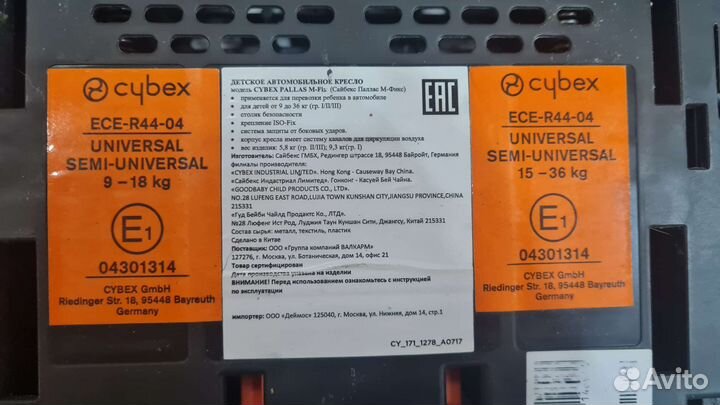 cybex
ECE-R44-04
UNIVERSAL
SEMI-UNIVERSAL
9 – 18 kg
E1
04301314
CYBEX GmbH
Riedinger Str. 18, 95448 Bayreuth
Germany
ДЕТСКОЕ АВТОМОБИЛЬНОЕ КРЕСЛО
модель CYBEX PALLAS M-Fix (Сайбекс Паллас М-Фикс)
• применяется для перевозки ребенка в автомобиле
• для детей от 9 до 36 кг (гр. I/II/III)
• столик безопасности
• крепление ISO-Fix
• система защиты от боковых ударов.
• корпус кресла имеет систему каналов для циркуляции воздуха
• вес изделия: 5,8 кг (гр. II/III); 9,3 кг(гр. I)
EAC
Изготовитель: Сайбекс ГМБХ, Редингер штрассе 18, 95448 Байройт, Германия
филиалы производителя:
«CYBEX INDUSTRIAL LIMITED». Hong Kong - Causeway Bay China.
«Сайбекс Индастриал Лимитед». Гонконг - Касуей Бей Чайна.
«GOODBABY CHILD PRODUCTS CO., LTD».
NO.28 LUFENG EAST ROAD,LUJIA TOWN KUNSHAN CITY,JIANGSU PROVINCE,CHINA
215331
«Гуд Бейби Чайлд Продактс Ко., ЛТД».
№28 Люфенг Ист Род, Луджия Таун Куншан Сити, Джансу, Китай 215331
Состав сырья: металл, текстиль, пластик
Сделано в Китае
Поставщик: ООО «Группа компаний ВАЛКАРМ»
127276, г. Москва, ул. Ботаническая, дом 14, офис 21
Товар сертифицирован
Дата производства указана на изделии
ВНИМАНИЕ! Перед использованием ознакомьтесь с инструкцией
по эксплуатации
импортер: ООО «Деймос» 125040, г. Москва, ул. Нижняя, дом 14, стр.1
CY_171_1278_A0717
cybex
ECE-R44-04
UNIVERSAL
SEMI-UNIVERSAL
15 – 36 kg
E1
04301314
CYBEX GmbH
Riedinger Str. 18, 95448 Bayreuth
Germany
Avito